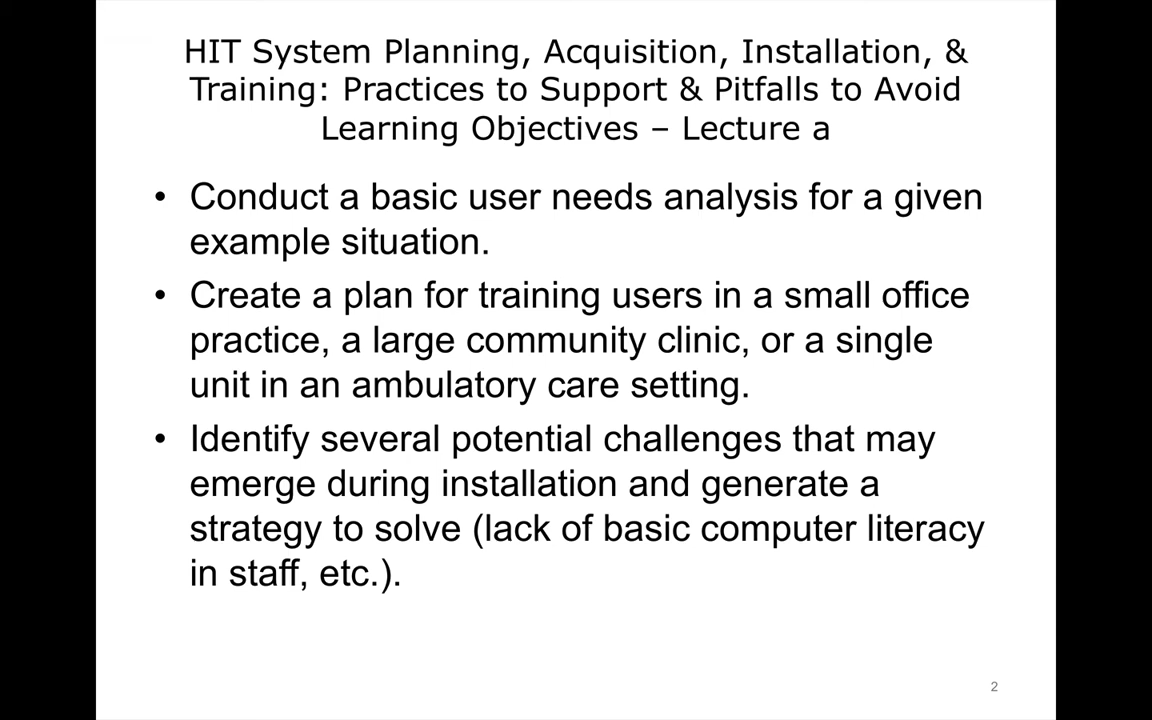 HIT System Planning, Acquisition, Installation, &
Training: Practices to Support & Pitfalls to Avoid
Learning Objectives – Lecture a
• Conduct a basic user needs analysis for a given
example situation.
• Create a plan for training users in a small office
practice, a large community clinic, or a single
unit in an ambulatory care setting.
• Identify several potential challenges that may
emerge during installation and generate a
strategy to solve (lack of basic computer literacy
in staff, etc.).
2